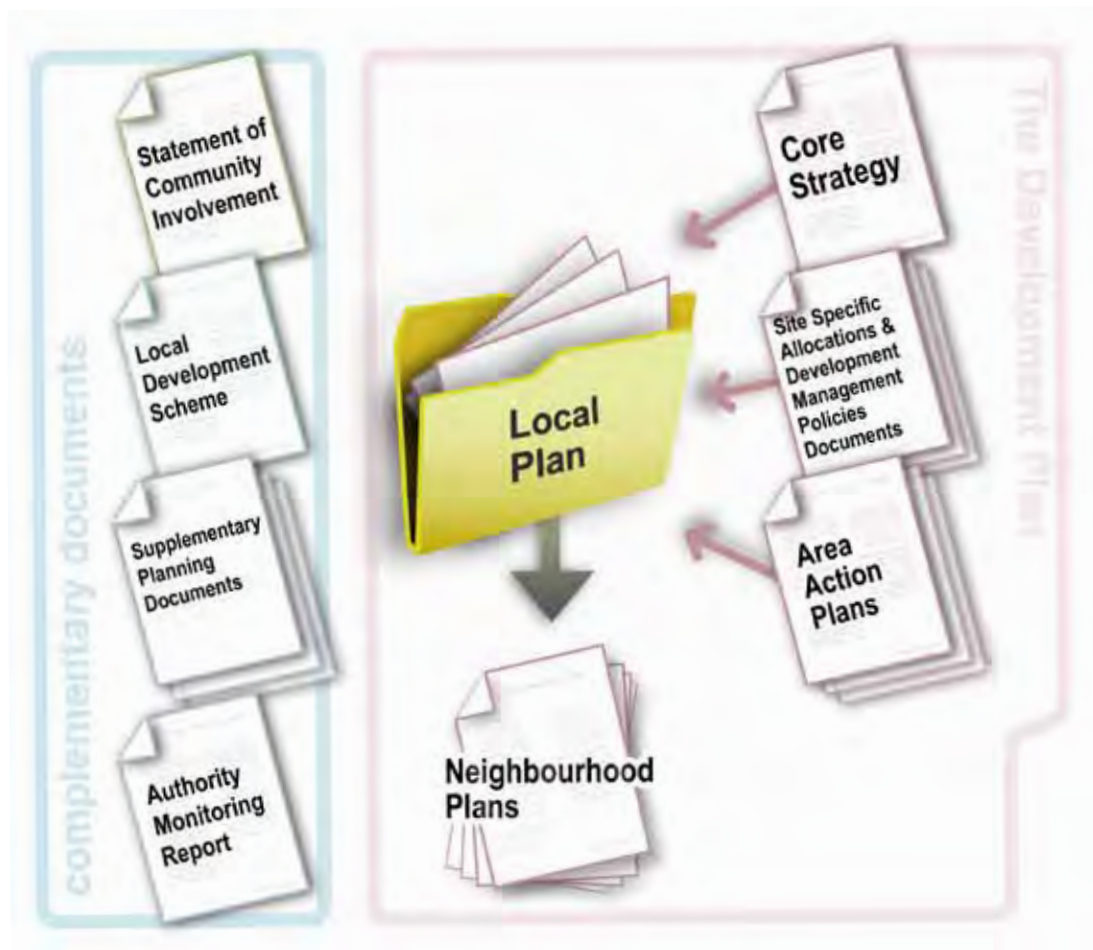 complementary documents
Statement of
Community
Involvement
Local
Development
Scheme
Supplementary
Planning
Documents
Authority
Monitoring
Report
The Development Plan
Local
Plan
Neighbourhood
Plans
Core
Strategy
Site Specific
Allocations &
Development
Management
Policies
Documents
Area
Action
Plans